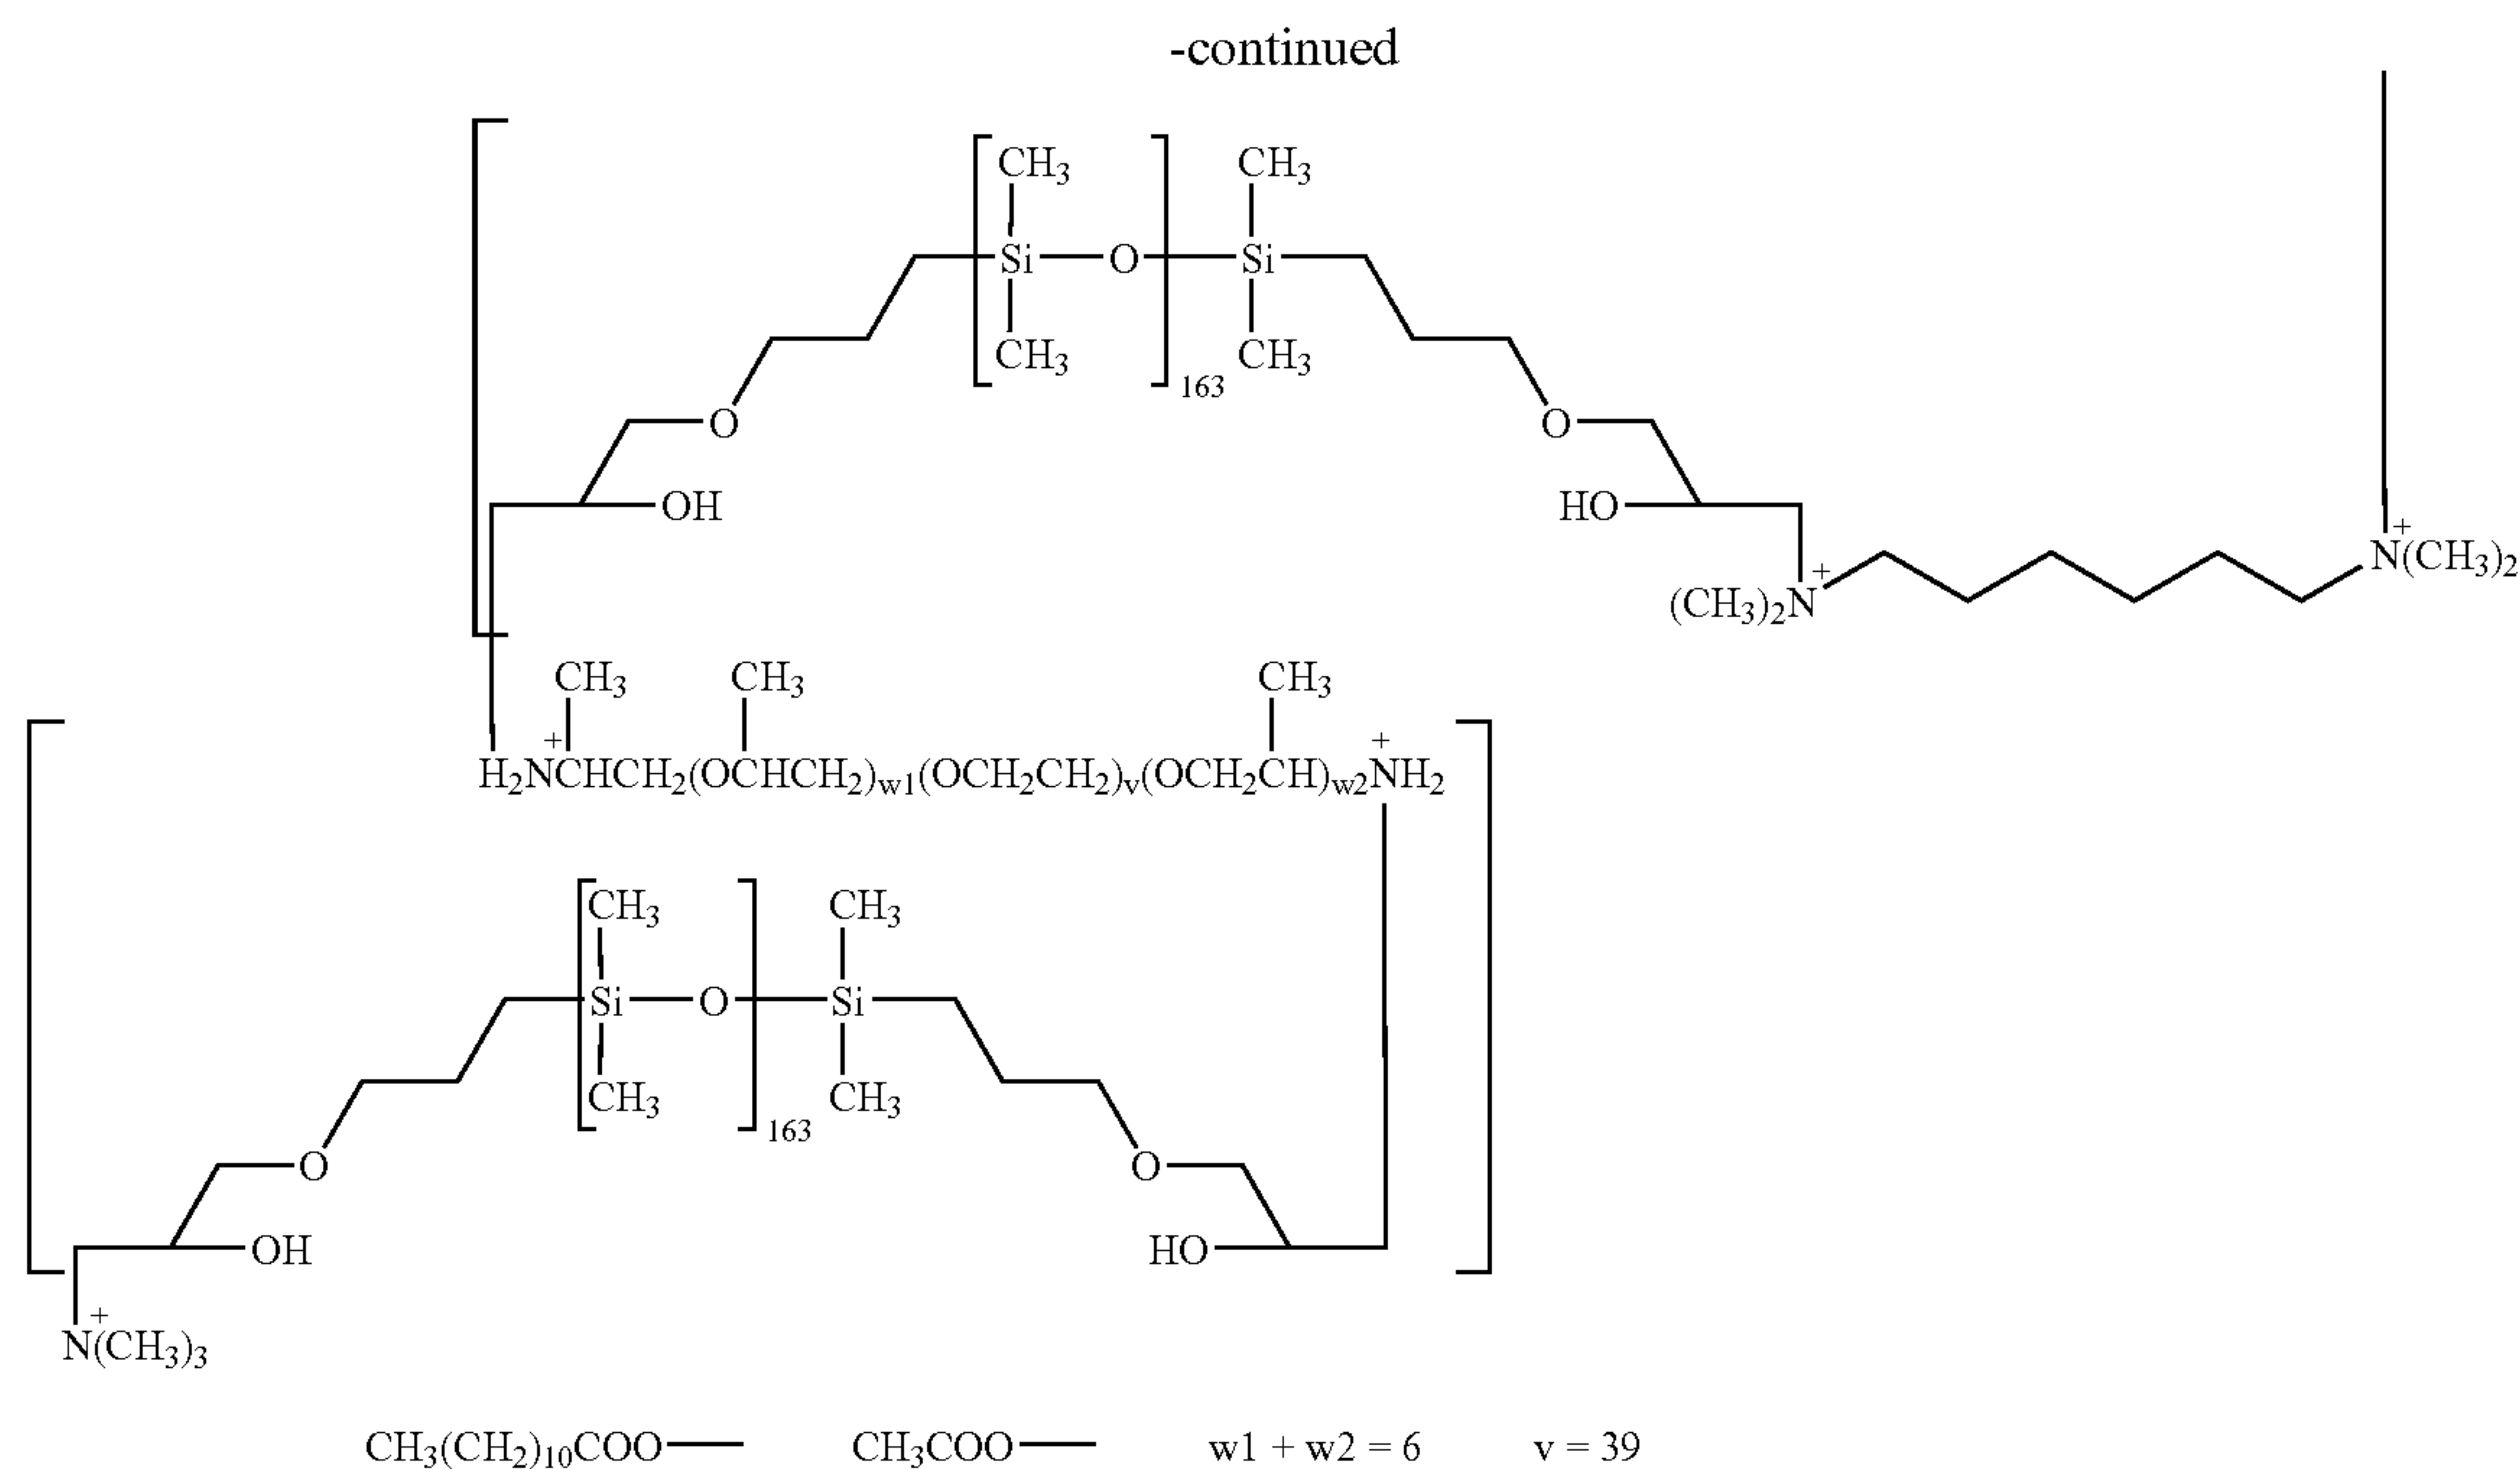 -continued
CH3 CH3
Si O Si
CH3 CH3
163
O O
OH HO
+
N(CH3)2
+
(CH3)2N
CH3 CH3 CH3
+ +
H2NCHCH2(OCHCH2)w1(OCH2CH2)v(OCH2CH)w2NH2
CH3 CH3
Si O Si
CH3 CH3
163
O O
OH HO
+
N(CH3)3
CH3(CH2)10COO— CH3COO— w1 + w2 = 6 v = 39